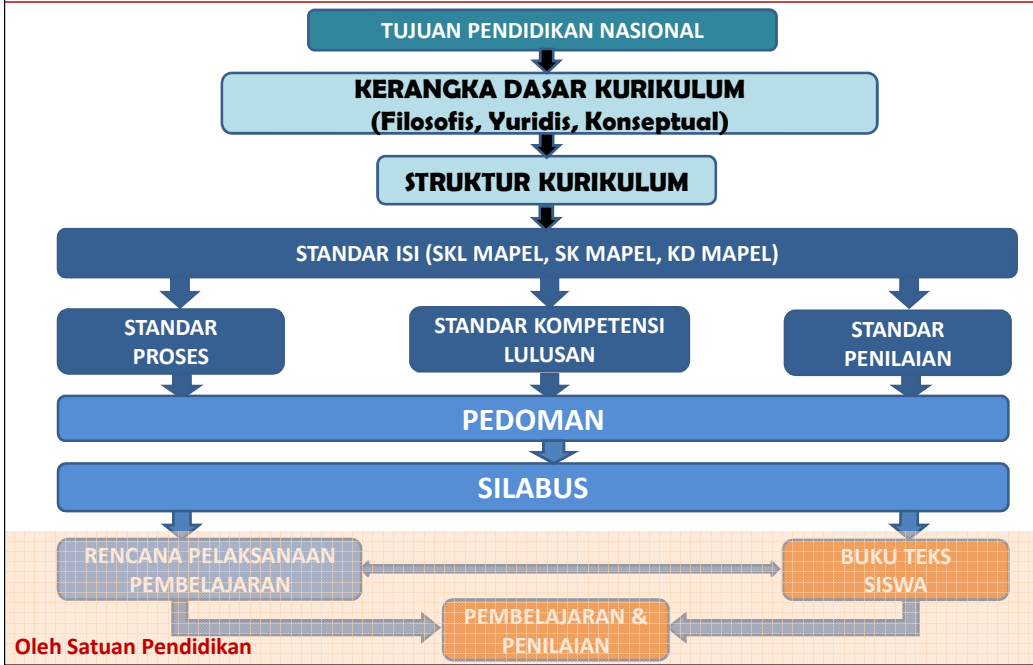 TUJUAN PENDIDIKAN NASIONAL
KERANGKA DASAR KURIKULUM
(Filosofis, Yuridis, Konseptual)
STRUKTUR KURIKULUM
STANDAR ISI (SKL MAPEL, SK MAPEL, KD MAPEL)
STANDAR
PROSES
STANDAR KOMPETENSI
LULUSAN
STANDAR
PENILAIAN
PEDOMAN
SILABUS
RENCANA PELAKSANAAN
PEMBELAJARAN
BUKU TEKS
SISWA
PEMBELAJARAN &
PENILAIAN
Oleh Satuan Pendidikan